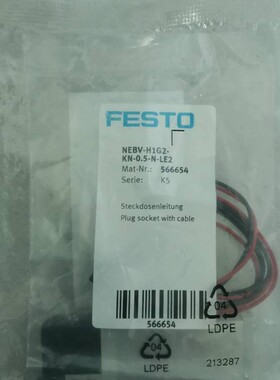 FESTO
NEBV-H1G2-
KN-0.5-N-LE2
Mat-Nr.: 566654
Serie: K5
Steckdosenleitung
Plug socket with cable
566654
04
LDPE
04
LDPE
213287